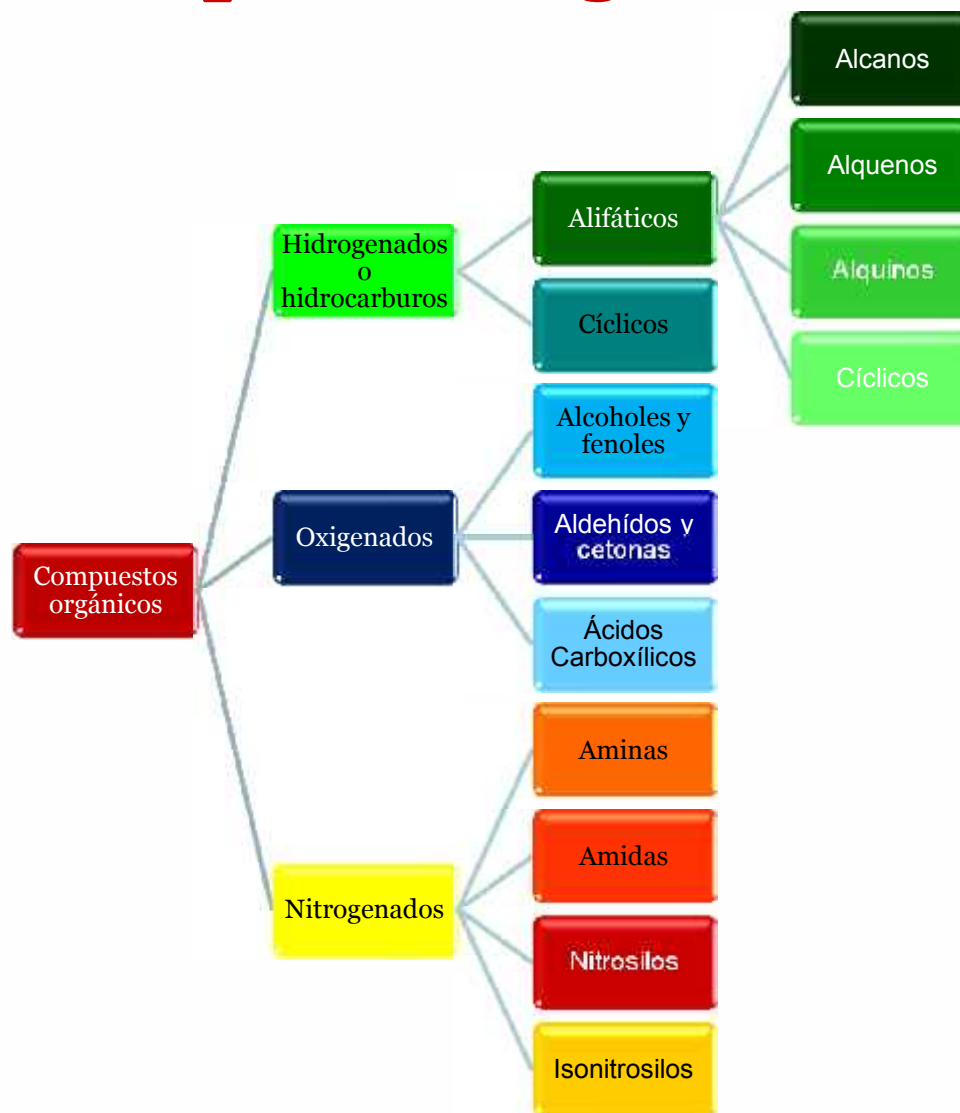 Alcanos
Alquenos
Alquinos
Cíclicos
Alifáticos
Cíclicos
Hidrogenados
o
hidrocarburos
Alcoholes y
fenoles
Aldehídos y
cetonas
Ácidos
Carboxílicos
Oxigenados
Compuestos
orgánicos
Aminas
Amidas
Nitrosilos
Isonitrosilos
Nitrogenados